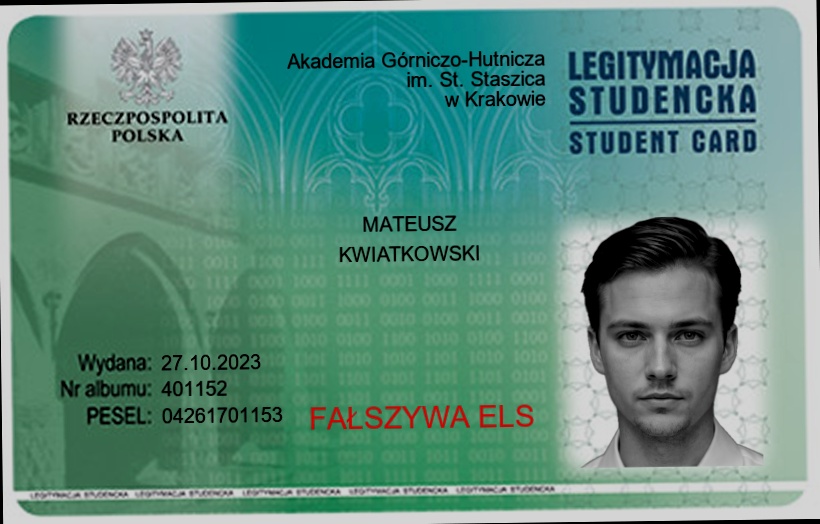 RZECZPOSPOLITA
POLSKA
Akademia Górniczo-Hutnicza
im. St. Staszica
w Krakowie
LEGITYMACJA
STUDENCKA
STUDENT CARD
MATEUSZ
KWIATKOWSKI
Wydana: 27.10.2023
Nr albumu: 401152
PESEL: 04261701153
FAŁSZYWA ELS
LEGITYMACJA STUDENCKA LEGITYMACJA STUDENCKA LEGITYMACJA STUDENCKA LEGITYMACJA STUDENCKA LEGITYMACJA STUDENCKA